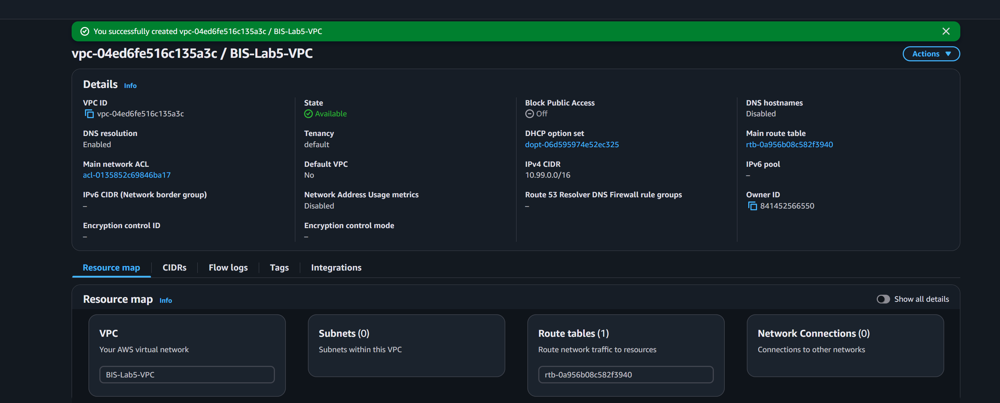 You successfully created vpc-04ed6fe516c135a3c / BIS-Lab5-VPC
vpc-04ed6fe516c135a3c / BIS-Lab5-VPC
Actions
Details Info
VPC ID
vpc-04ed6fe516c135a3c
State
Available
Block Public Access
Off
DNS hostnames
Disabled
DNS resolution
Enabled
Tenancy
default
DHCP option set
dopt-06d595974e52ec325
Main route table
rtb-0a956b08c582f3940
Main network ACL
acl-0135852c69846ba17
Default VPC
No
IPv4 CIDR
10.99.0.0/16
IPv6 pool
–
IPv6 CIDR (Network border group)
–
Network Address Usage metrics
Disabled
Route 53 Resolver DNS Firewall rule groups
–
Owner ID
841452566550
Encryption control ID
–
Encryption control mode
–
Resource map
CIDRs
Flow logs
Tags
Integrations
Resource map Info
Show all details
VPC
Your AWS virtual network
BIS-Lab5-VPC
Subnets (0)
Subnets within this VPC
Route tables (1)
Route network traffic to resources
rtb-0a956b08c582f3940
Network Connections (0)
Connections to other networks